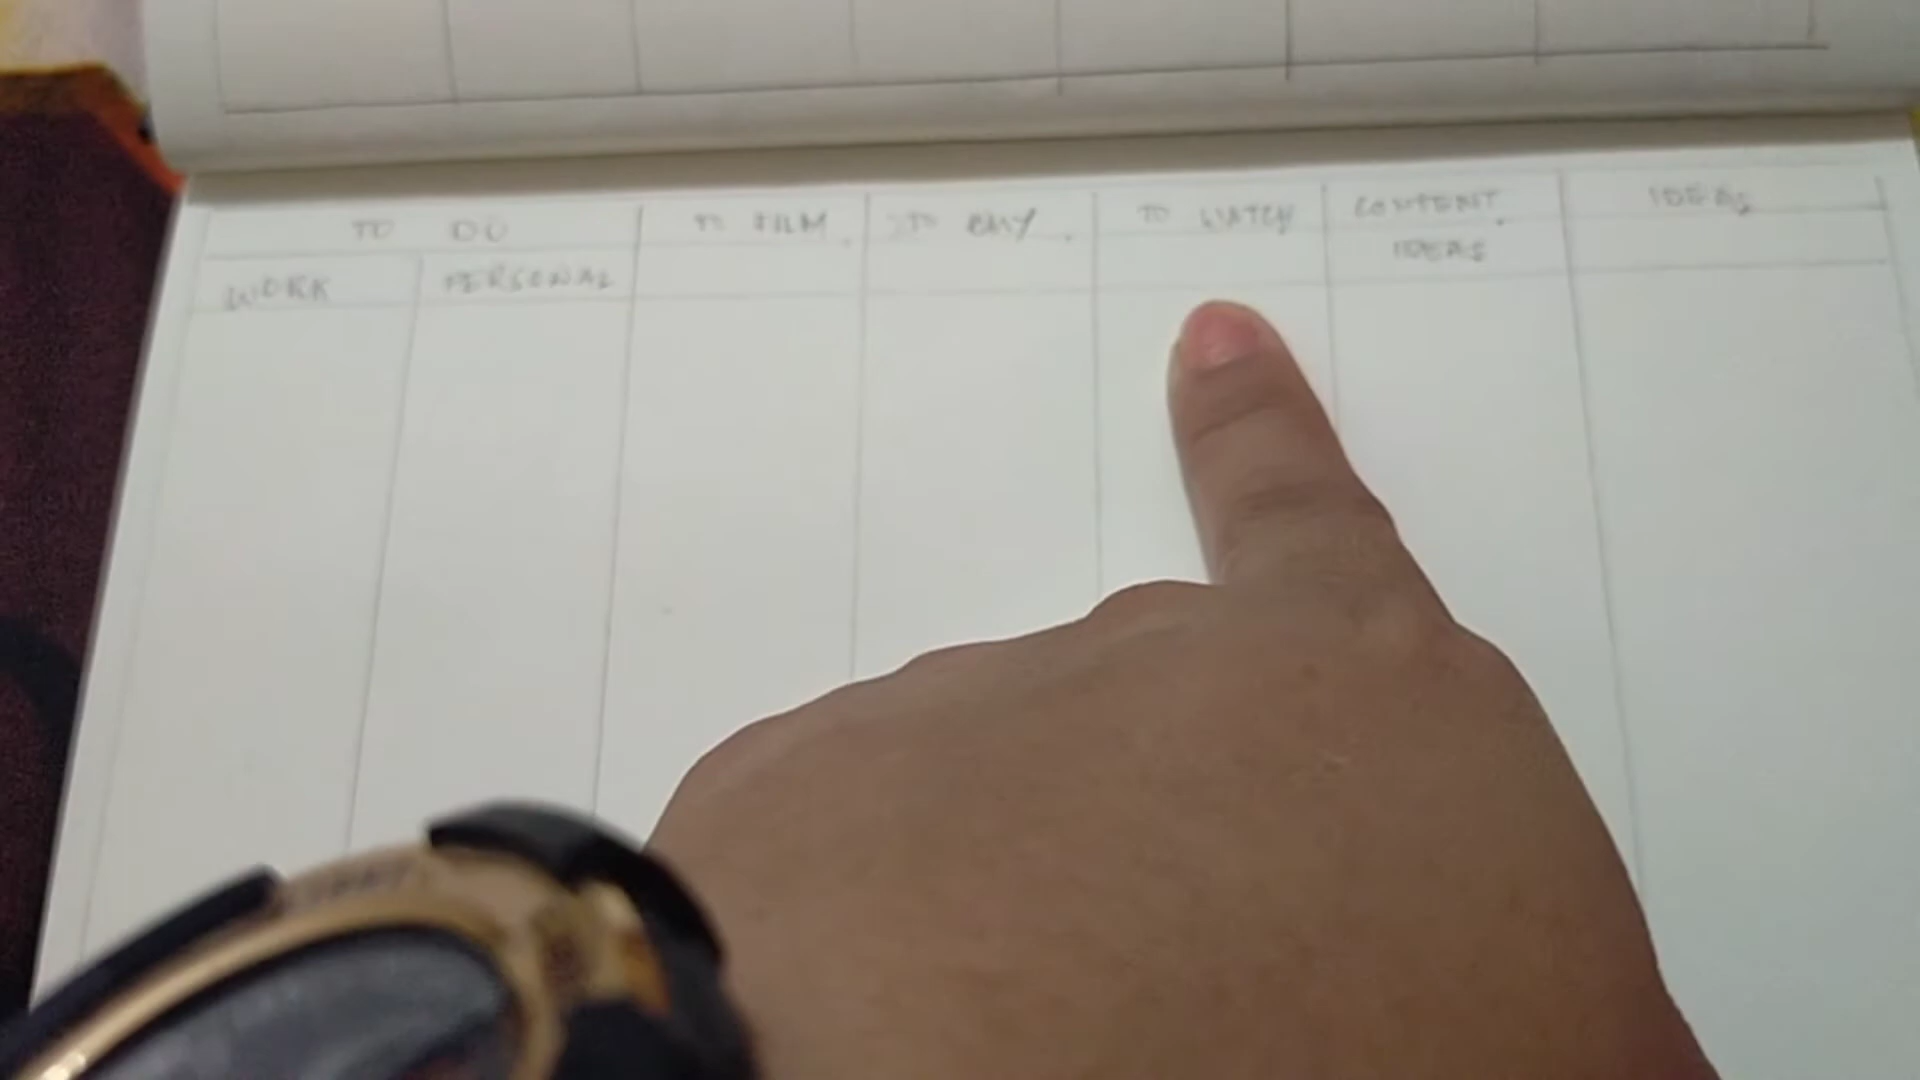 TO DO
TO FILM
TO BUY
TO WATCH
CONTENT
IDEAS
IDEAS
WORK
PERSONAL